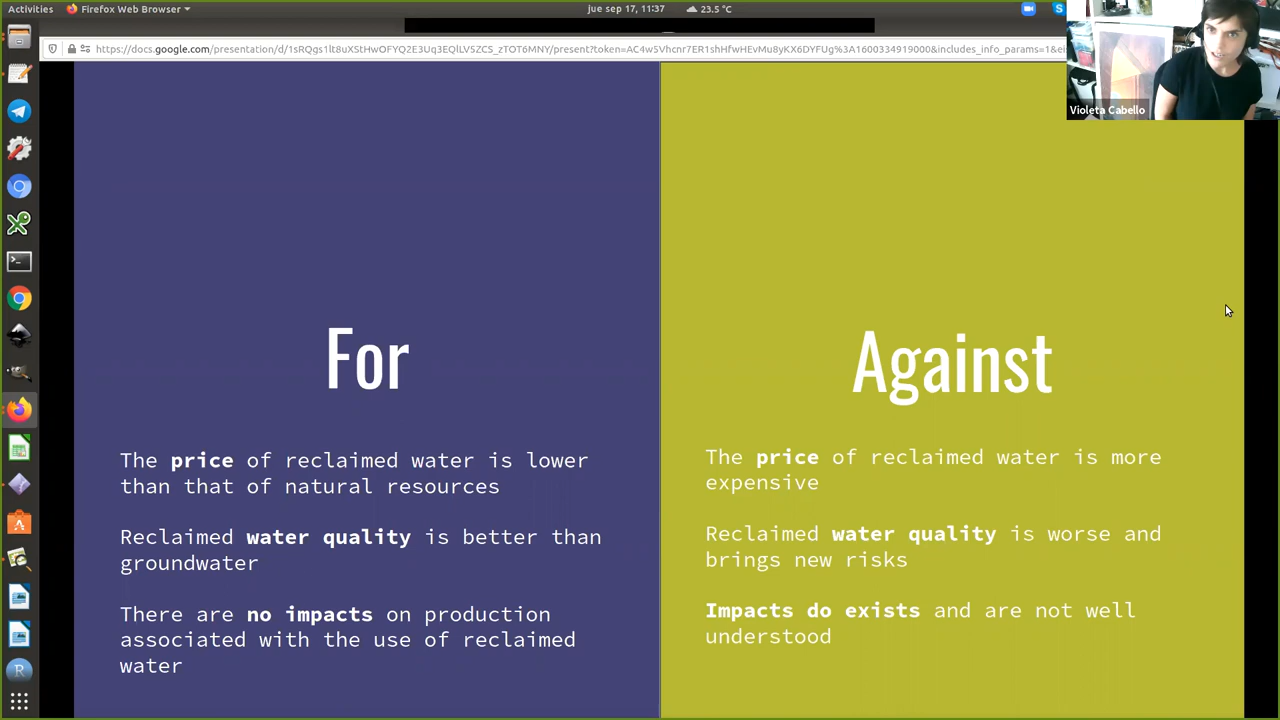 Activities
Firefox Web Browser
jue sep 17, 11:37
23.5 °C
Violeta Cabello
For
The price of reclaimed water is lower
than that of natural resources
Reclaimed water quality is better than
groundwater
There are no impacts on production
associated with the use of reclaimed
water
Against
The price of reclaimed water is more
expensive
Reclaimed water quality is worse and
brings new risks
Impacts do exists and are not well
understood